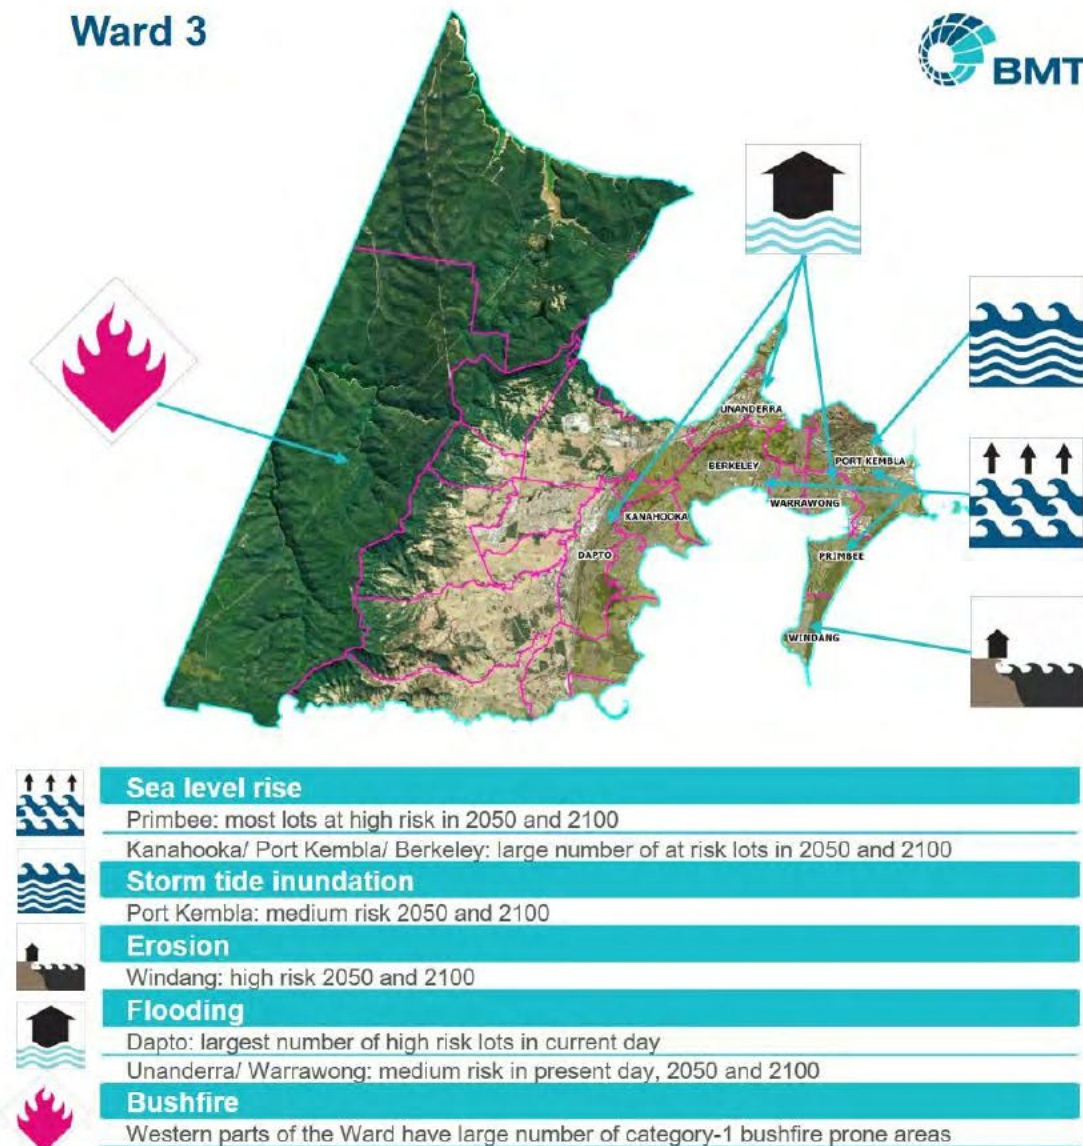 Ward 3
BMT
UNANDERRA
PORT KEMBLA
BERKELEY
WARRAWONG
KANAHOOKA
DAPTO
PRIMBEE
WINDANG
Sea level rise
Primbee: most lots at high risk in 2050 and 2100
Kanahooka/ Port Kembla/ Berkeley: large number of at risk lots in 2050 and 2100
Storm tide inundation
Port Kembla: medium risk 2050 and 2100
Erosion
Windang: high risk 2050 and 2100
Flooding
Dapto: largest number of high risk lots in current day
Unanderra/ Warrawong: medium risk in present day, 2050 and 2100
Bushfire
Western parts of the Ward have large number of category-1 bushfire prone areas